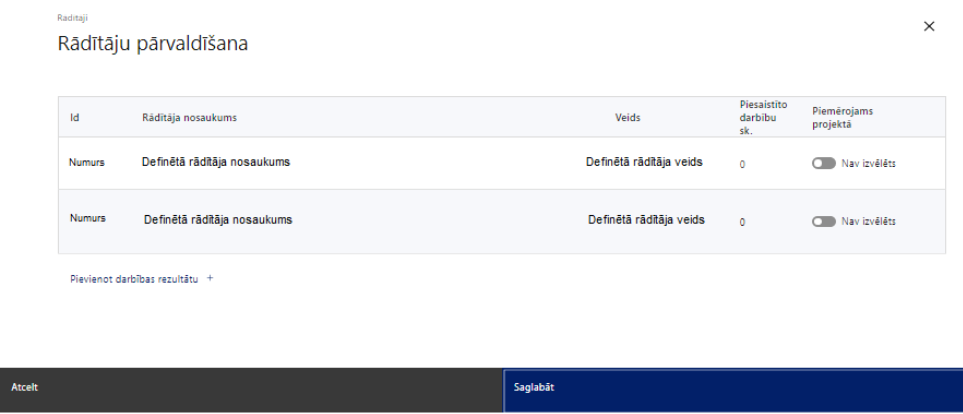 Rādītāji
Rādītāju pārvaldīšana
Id Rādītāja nosaukums Veids Piesaistīto darbību sk. Piemērojams projektā
Numurs Definētā rādītāja nosaukums Definētā rādītāja veids 0 Nav izvēlēts
Numurs Definētā rādītāja nosaukums Definētā rādītāja veids 0 Nav izvēlēts
Pievienot darbības rezultātu +
Atcelt Saglabāt